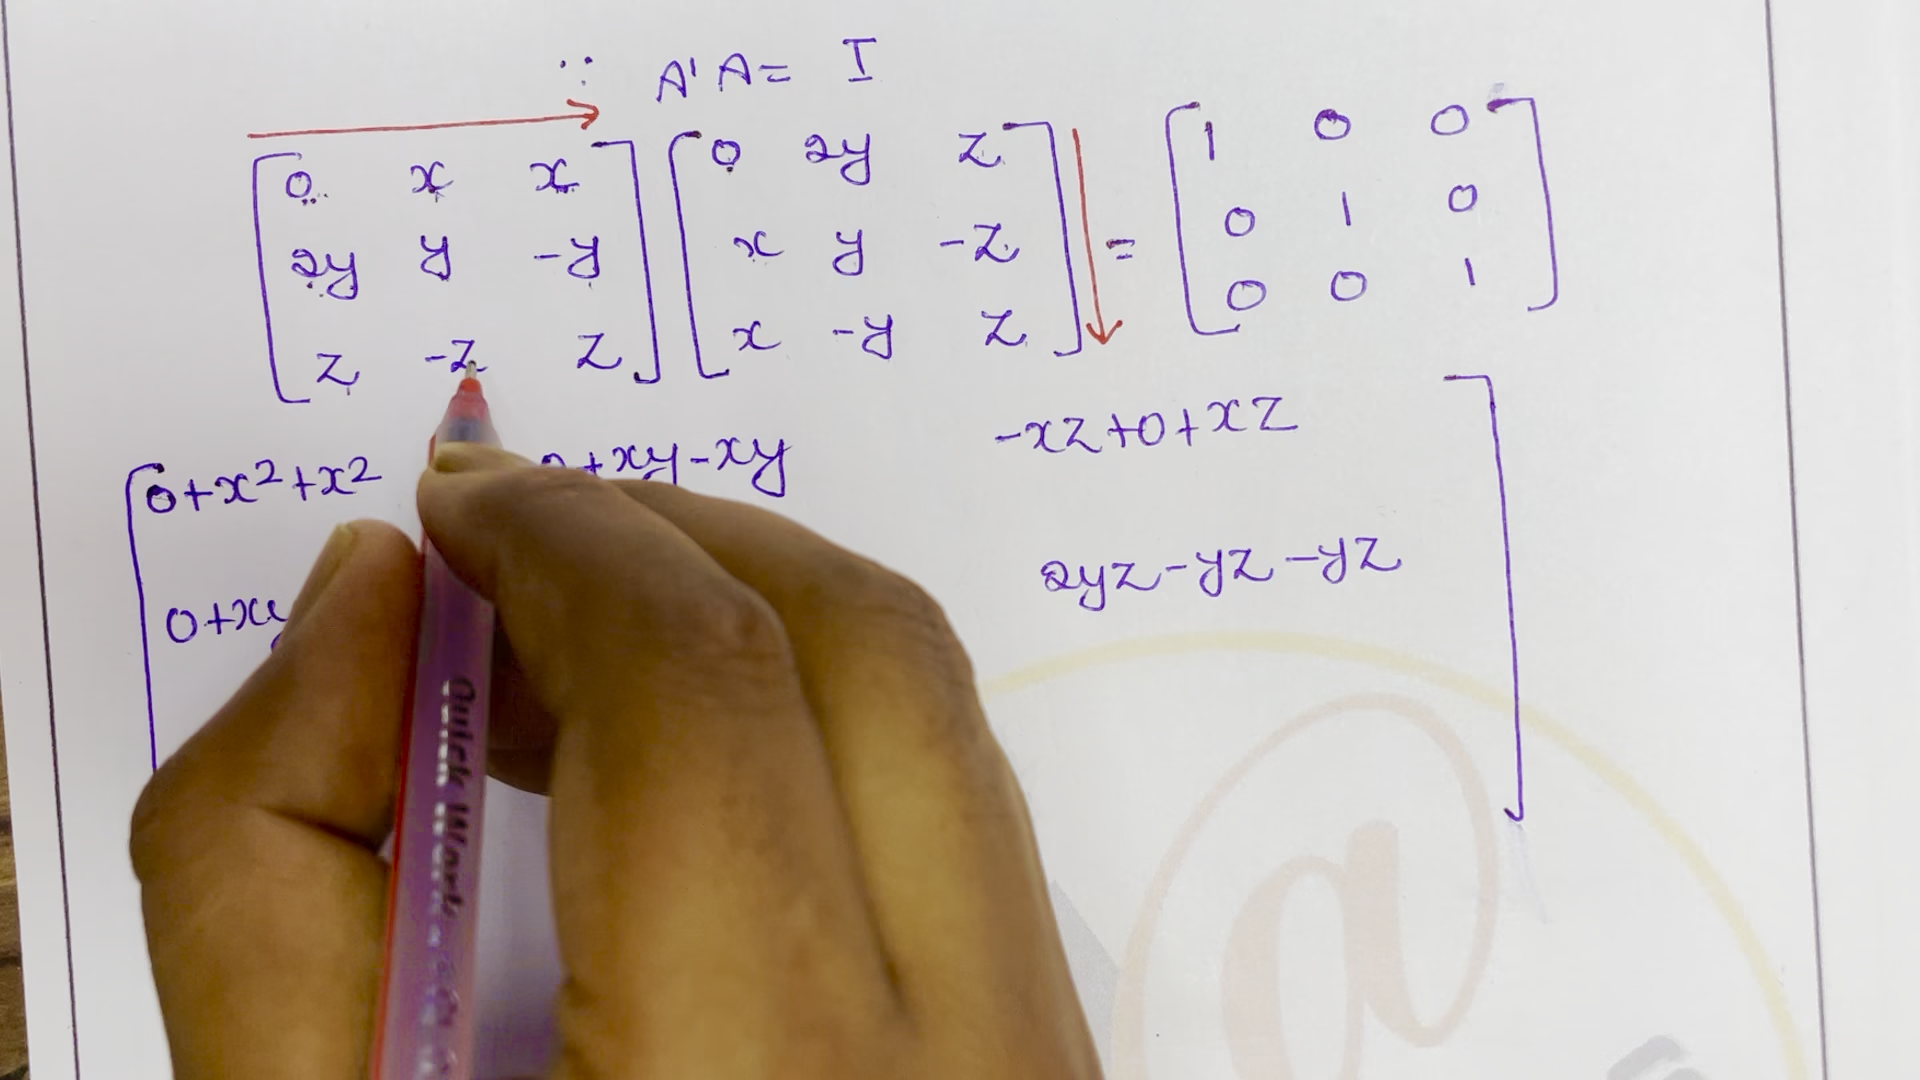 ∵ A' A = I
[0 x x] [0 2y z] = [1 0 0]
[2y y -y] [x y -z] [0 1 0]
[z -z z] [x -y z] [0 0 1]
0+x²+x² +xy-xy -xz+0+xz
0+xy 2yz-yz-yz
Quick Work
a